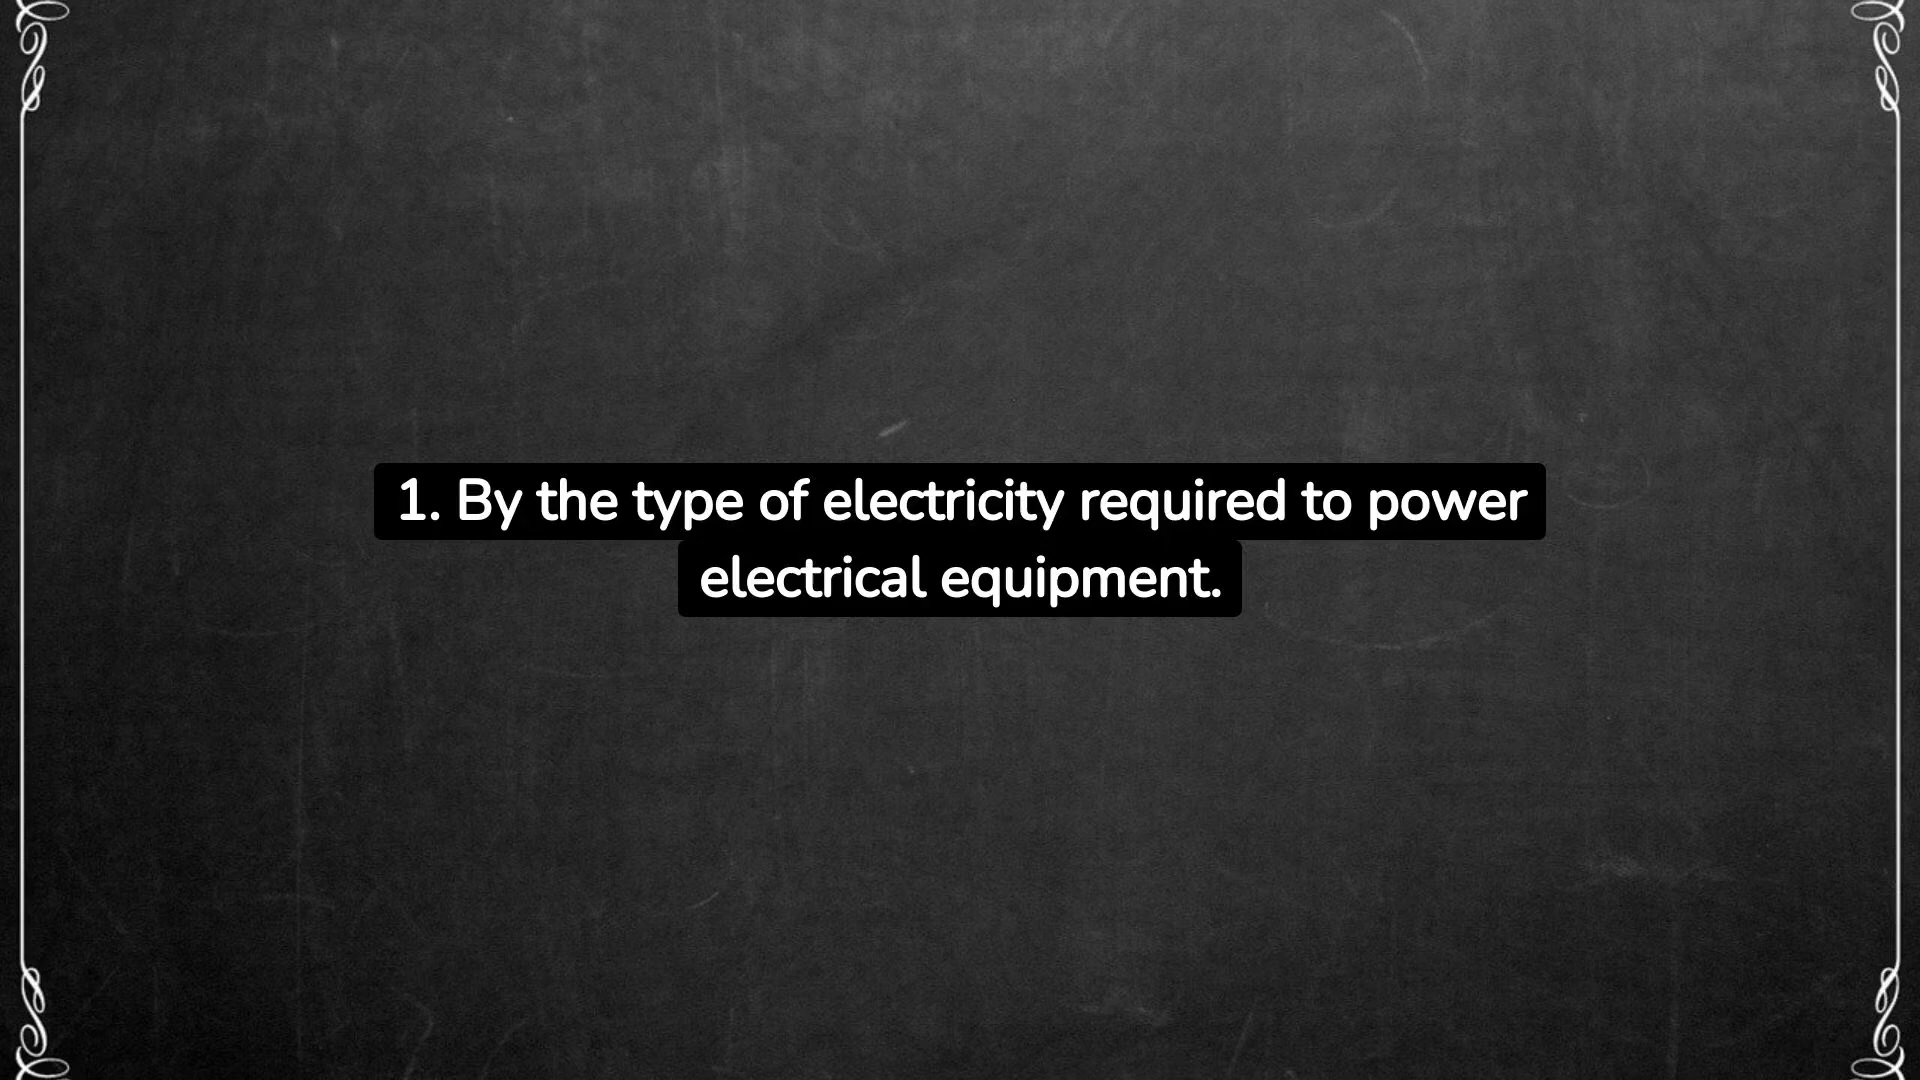 1. By the type of electricity required to power
electrical equipment.